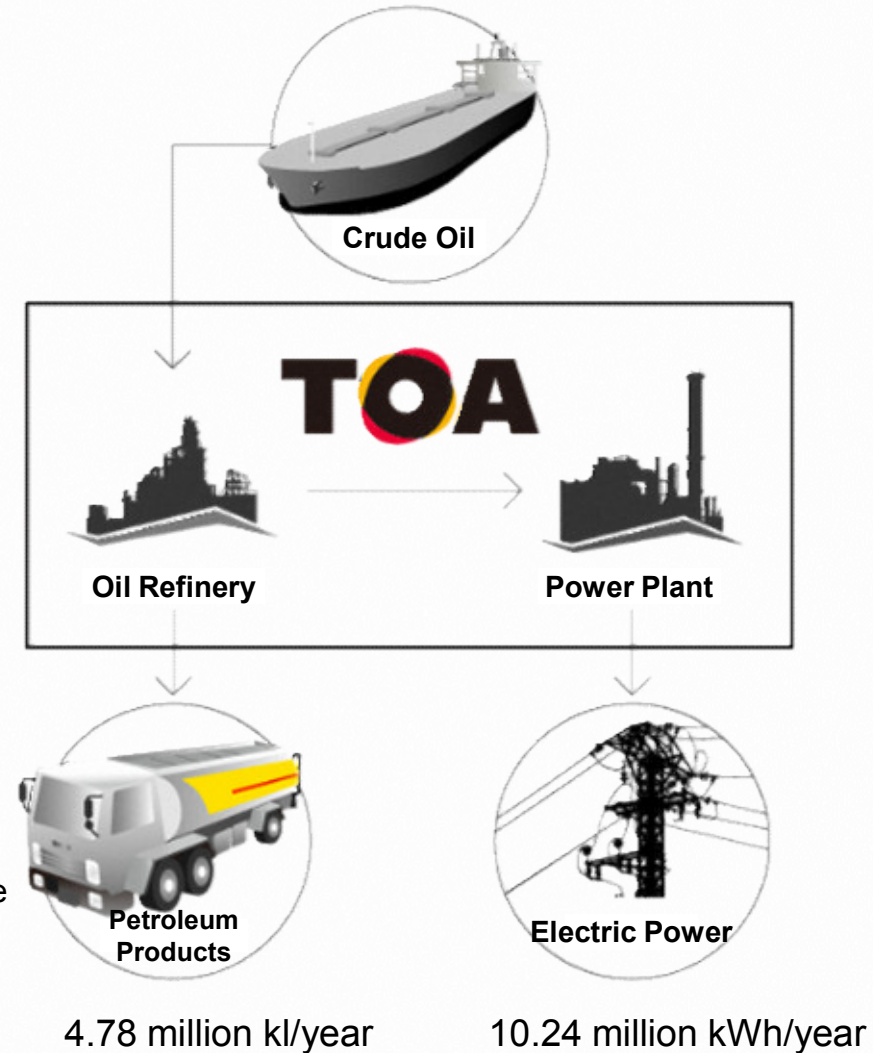 Crude Oil
TOA
Oil Refinery
Power Plant
e
Petroleum
Products
Electric Power
4.78 million kl/year
10.24 million kWh/year